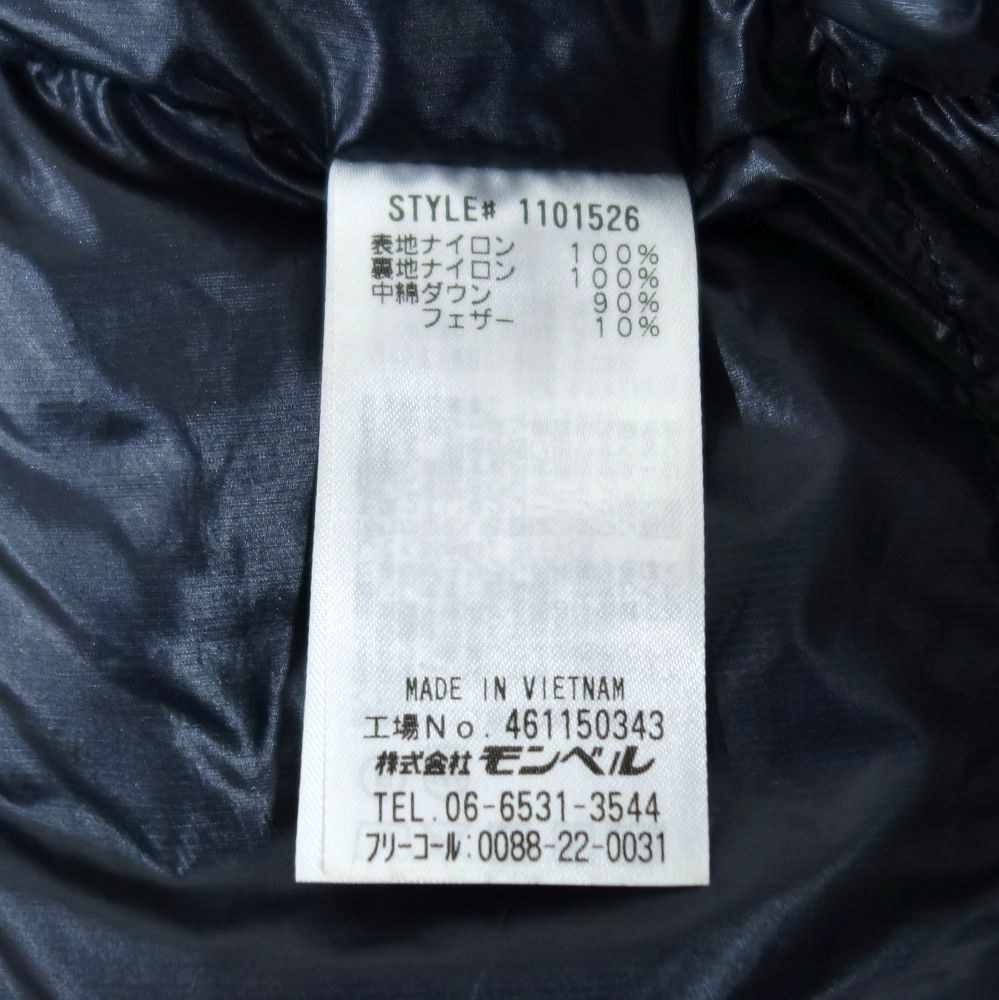 STYLE# 1101526
表地ナイロン 100%
裏地ナイロン 100%
中綿ダウン 90%
フェザー 10%
MADE IN VIETNAM
工場No. 461150343
株式会社モンベル
TEL. 06-6531-3544
フリーコール:0088-22-0031